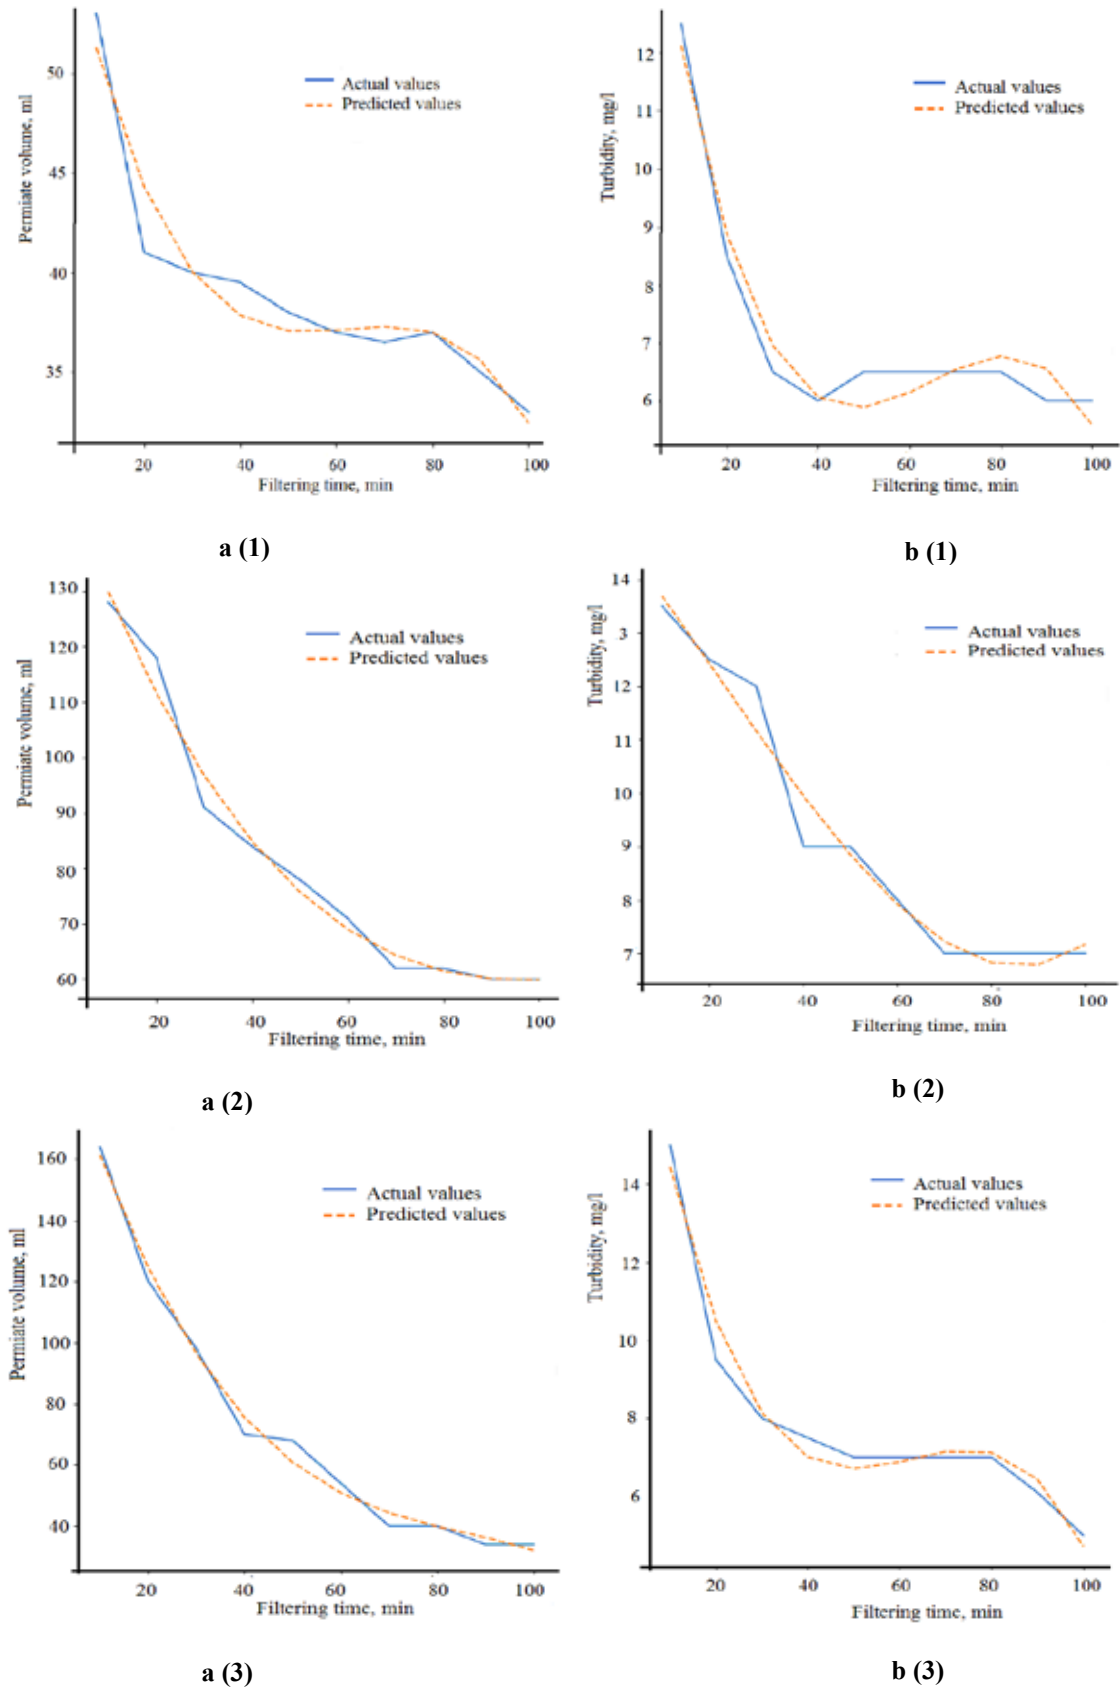 50
45
40
35
Permiate volume, ml
Actual values
Predicted values
20
40
60
80
100
Filtering time, min
a (1)
12
11
10
9
8
7
6
Turbidity, mg/l
Actual values
Predicted values
20
40
60
80
100
Filtering time, min
b (1)
130
120
110
100
90
80
70
60
Permiate volume, ml
Actual values
Predicted values
20
40
60
80
100
Filtering time, min
a (2)
14
3
12
11
10
9
8
7
Turbidity, mg/l
Actual values
Predicted values
20
40
60
80
100
Filtering time, min
b (2)
160
140
120
100
80
60
40
Permiate volume, ml
Actual values
Predicted values
20
40
60
80
100
Filtering time, min
a (3)
14
12
10
8
6
Turbidity, mg/l
Actual values
Predicted values
20
40
60
80
100
Filtering time, min
b (3)